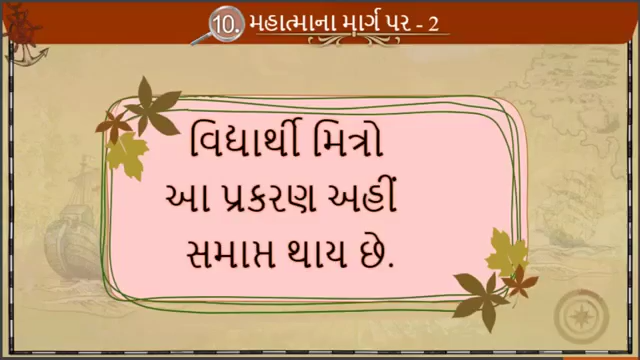 10. મહાત્માના માર્ગ પર - 2
વિદ્યાર્થી મિત્રો
આ પ્રકરણ અહીં
સમાપ્ત થાય છે.